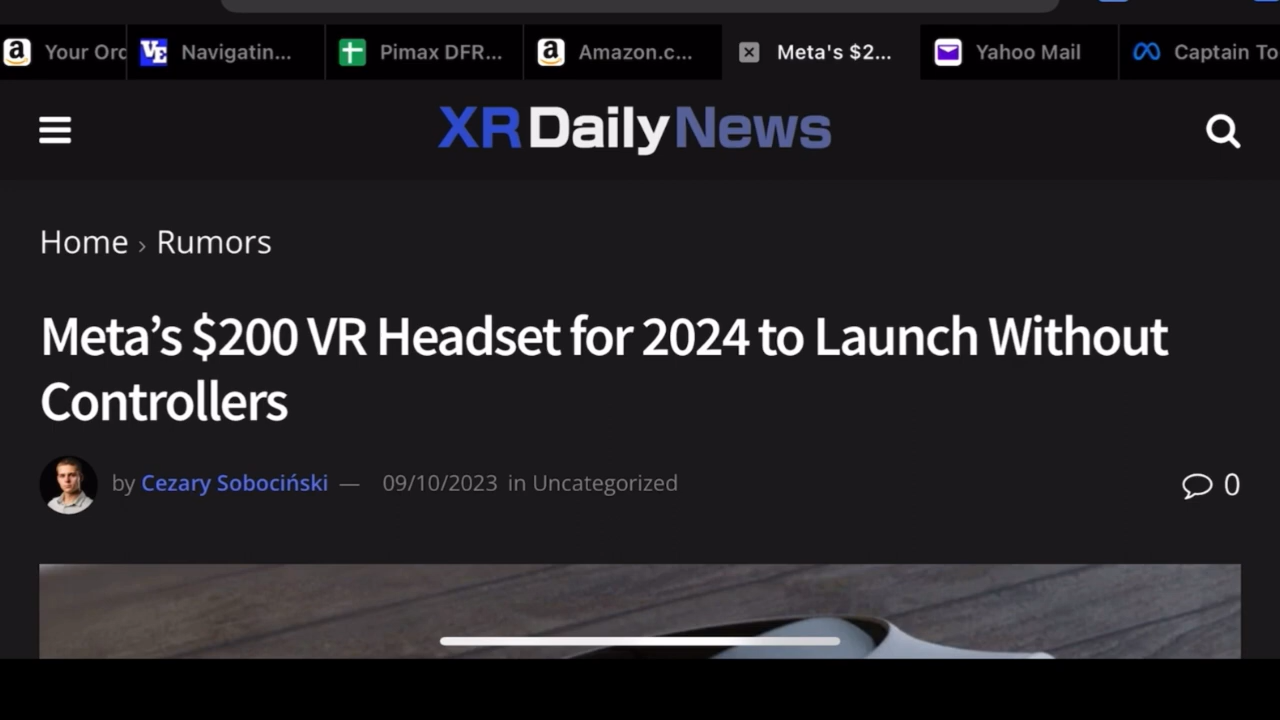 Your Ord
Navigatin...
Pimax DFR...
Amazon.c...
Meta's $2...
Yahoo Mail
Captain To
XR Daily News
Home › Rumors
Meta’s $200 VR Headset for 2024 to Launch Without
Controllers
by Cezary Sobociński — 09/10/2023 in Uncategorized
0